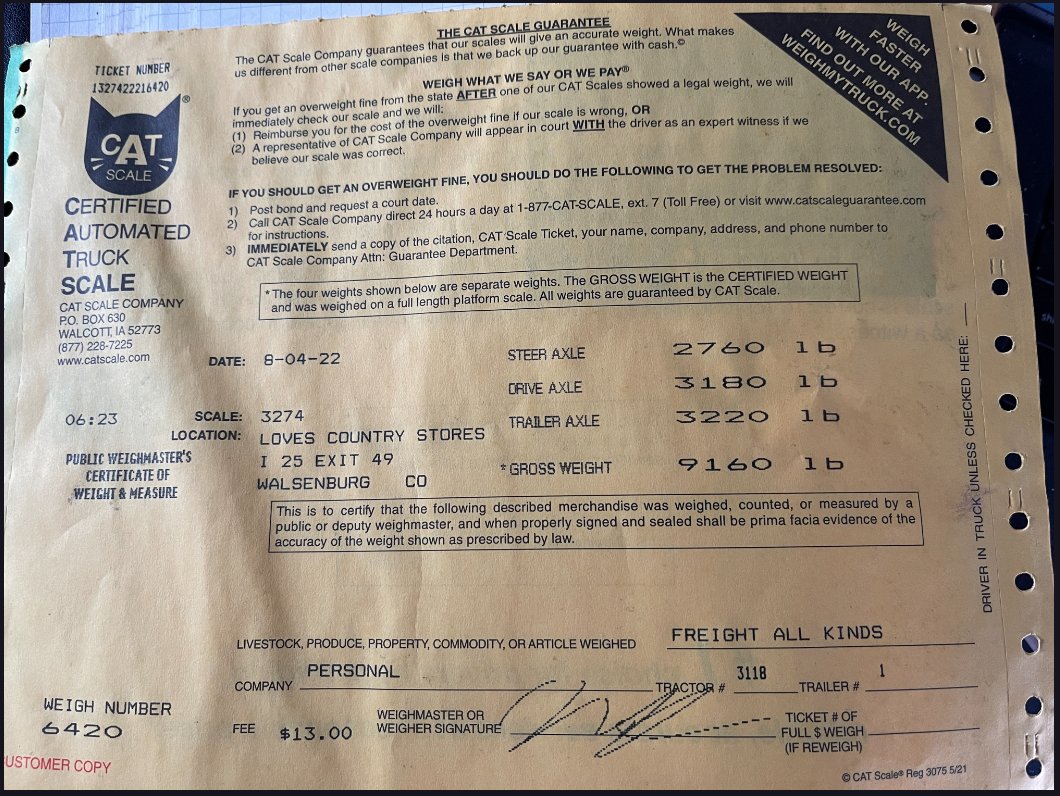 THE CAT SCALE GUARANTEE
The CAT Scale Company guarantees that our scales will give an accurate weight. What makes
us different from other scale companies is that we back up our guarantee with cash.©
WEIGH WHAT WE SAY OR WE PAY®
If you get an overweight fine from the state AFTER one of our CAT Scales showed a legal weight, we will
immediately check our scale and we will:
(1) Reimburse you for the cost of the overweight fine if our scale is wrong, OR
(2) A representative of CAT Scale Company will appear in court WITH the driver as an expert witness if we
believe our scale was correct.
WEIGH
FASTER
WITH OUR APP.
FIND OUT MORE AT
WEIGHMYTRUCK.COM
TICKET NUMBER
1327422216420
CAT
SCALE
®
CERTIFIED
AUTOMATED
TRUCK
SCALE
CAT SCALE COMPANY
P.O. BOX 630
WALCOTT, IA 52773
(877) 228-7225
www.catscale.com
IF YOU SHOULD GET AN OVERWEIGHT FINE, YOU SHOULD DO THE FOLLOWING TO GET THE PROBLEM RESOLVED:
1) Post bond and request a court date.
2) Call CAT Scale Company direct 24 hours a day at 1-877-CAT-SCALE, ext. 7 (Toll Free) or visit www.catscaleguarantee.com
for instructions.
3) IMMEDIATELY send a copy of the citation, CAT Scale Ticket, your name, company, address, and phone number to
CAT Scale Company Attn: Guarantee Department.
*The four weights shown below are separate weights. The GROSS WEIGHT is the CERTIFIED WEIGHT
and was weighed on a full length platform scale. All weights are guaranteed by CAT Scale.
DATE: 8-04-22
STEER AXLE 2760 lb
DRIVE AXLE 3180 lb
06:23 SCALE: 3274
TRAILER AXLE 3220 lb
LOCATION: LOVES COUNTRY STORES
I 25 EXIT 49
WALSENBURG CO
* GROSS WEIGHT 9160 lb
PUBLIC WEIGHMASTER'S
CERTIFICATE OF
WEIGHT & MEASURE
This is to certify that the following described merchandise was weighed, counted, or measured by a
public or deputy weighmaster, and when properly signed and sealed shall be prima facia evidence of the
accuracy of the weight shown as prescribed by law.
DRIVER IN TRUCK UNLESS CHECKED HERE:
LIVESTOCK, PRODUCE, PROPERTY, COMMODITY, OR ARTICLE WEIGHED FREIGHT ALL KINDS
COMPANY PERSONAL TRACTOR # 3118 TRAILER # 1
WEIGH NUMBER
6420
FEE $13.00
WEIGHMASTER OR
WEIGHER SIGNATURE
TICKET # OF
FULL $ WEIGH
(IF REWEIGH)
USTOMER COPY
© CAT Scale® Reg 3075 5/21